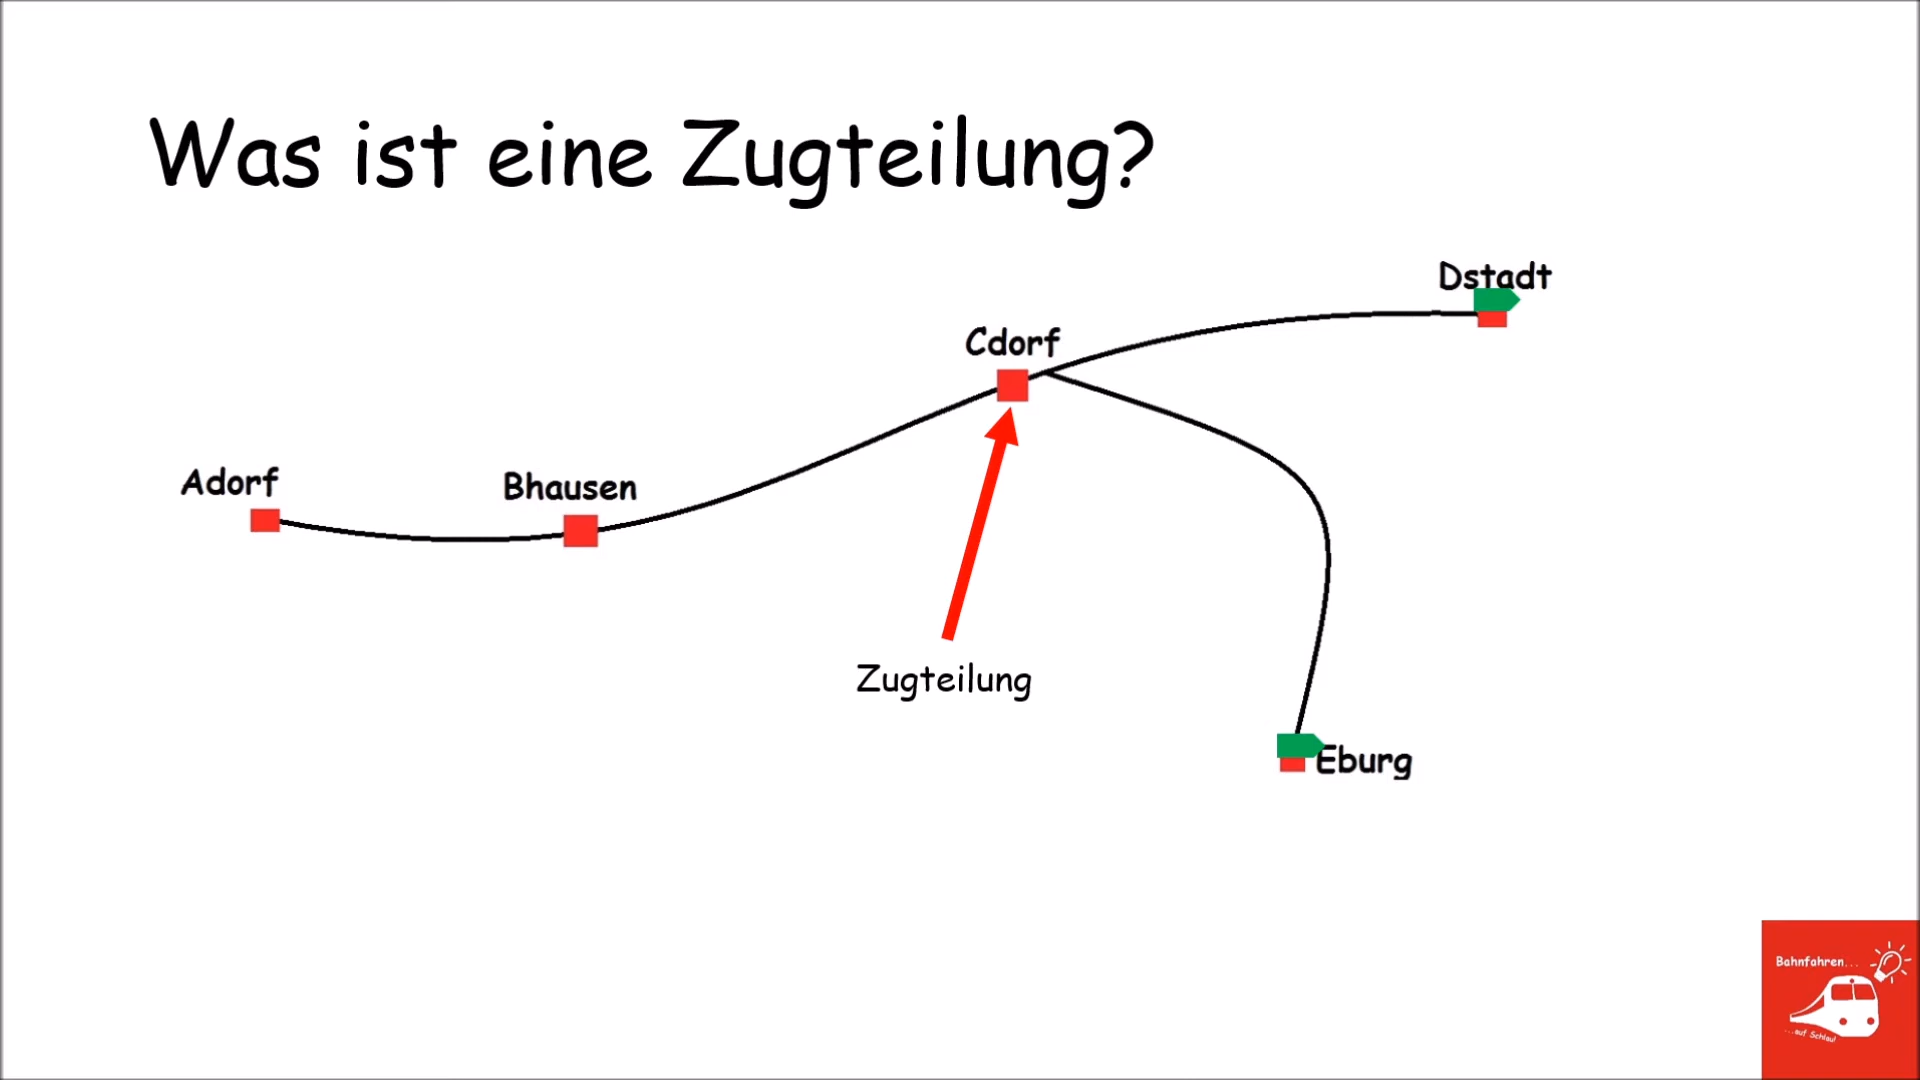 Was ist eine Zugteilung?
Dstadt
Cdorf
Adorf
Bhausen
Zugteilung
Eburg
Bahnfahren...
...auf Schlau!